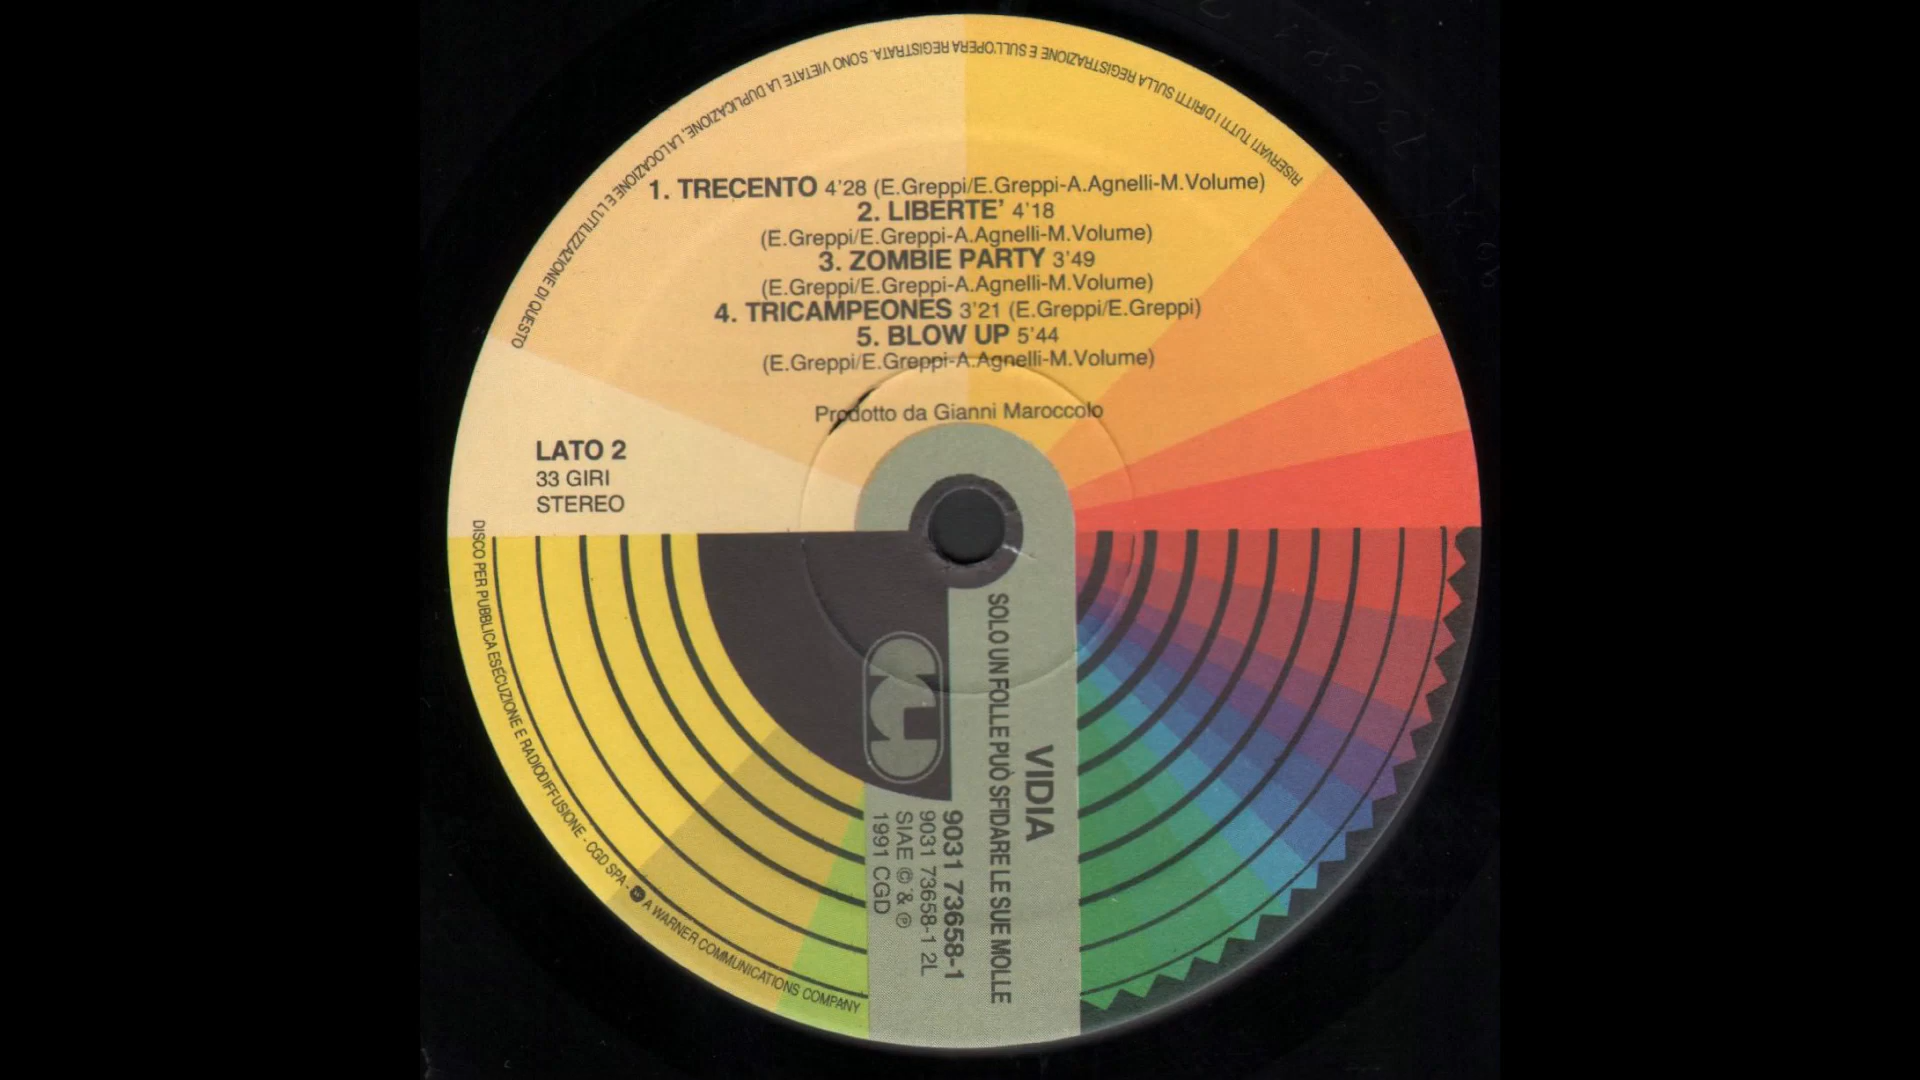 RISERVATI TUTTI I DIRITTI SULLA REGISTRAZIONE E SULL'OPERA REGISTRATA. SONO VIETATE LA DUPLICAZIONE, LA LOCAZIONE E L'UTILIZZAZIONE DI QUESTO
DISCO PER PUBBLICA ESECUZIONE E RADIODIFFUSIONE - CGD SPA - A WARNER COMMUNICATIONS COMPANY
1. TRECENTO 4'28 (E.Greppi/E.Greppi-A.Agnelli-M.Volume)
2. LIBERTE' 4'18
(E.Greppi/E.Greppi-A.Agnelli-M.Volume)
3. ZOMBIE PARTY 3'49
(E.Greppi/E.Greppi-A.Agnelli-M.Volume)
4. TRICAMPEONES 3'21 (E.Greppi/E.Greppi)
5. BLOW UP 5'44
(E.Greppi/E.Greppi-A.Agnelli-M.Volume)
Prodotto da Gianni Maroccolo
LATO 2
33 GIRI
STEREO
VIDIA
SOLO UN FOLLE PUÒ SFIDARE LE SUE MOLLE
9031 73658-1
9031 73658-1 2L
SIAE © & ℗
1991 CGD